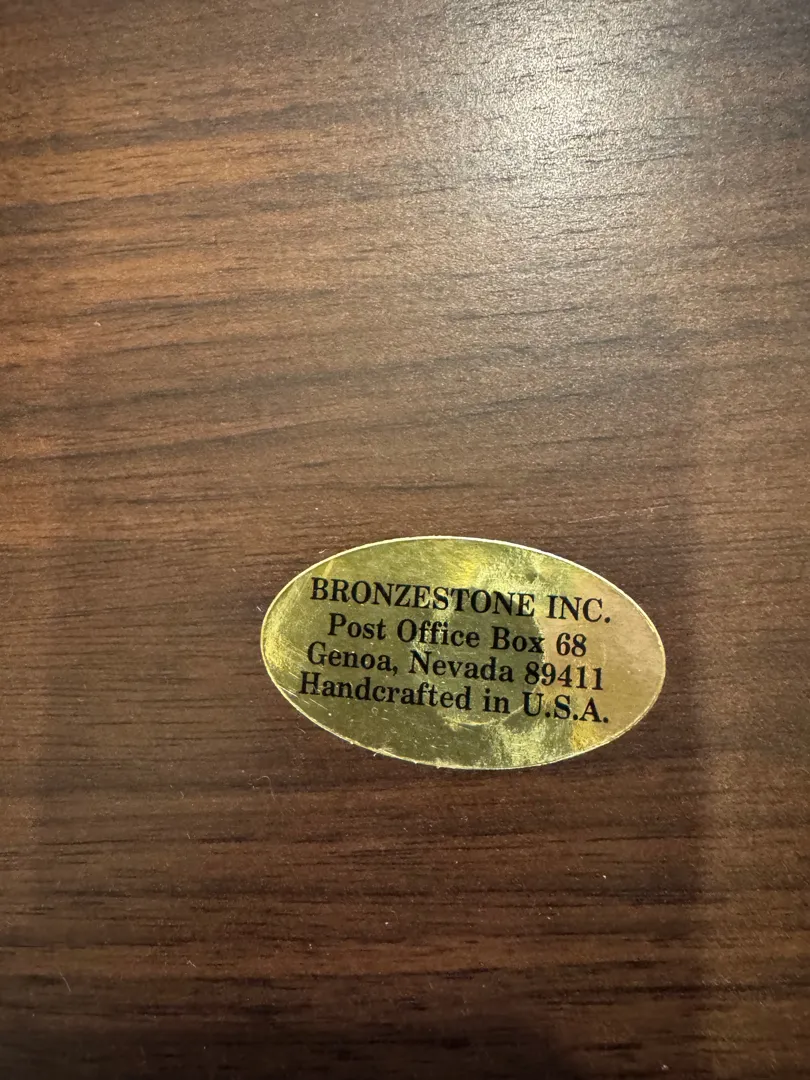 BRONZESTONE INC.
Post Office Box 68
Genoa, Nevada 89411
Handcrafted in U.S.A.